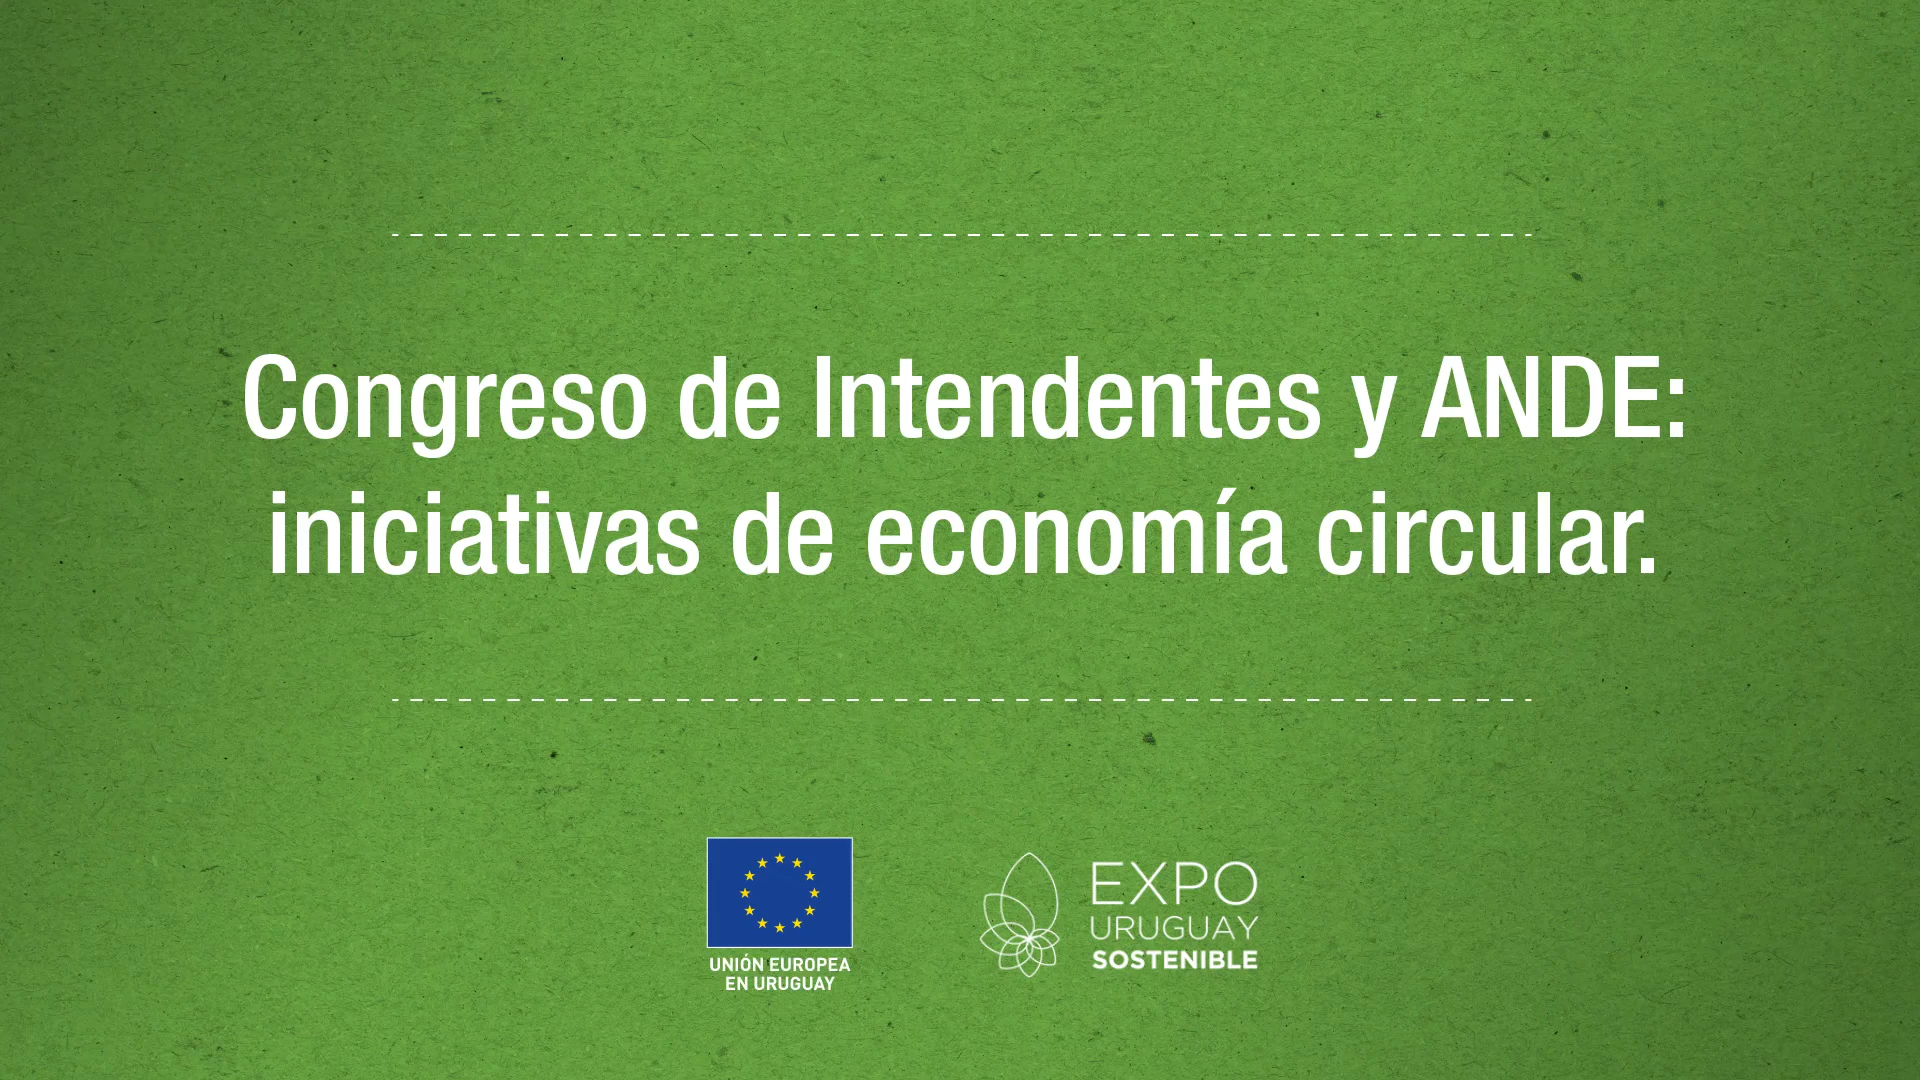 Congreso de Intendentes y ANDE:
iniciativas de economía circular.
UNIÓN EUROPEA
EN URUGUAY
EXPO
URUGUAY
SOSTENIBLE